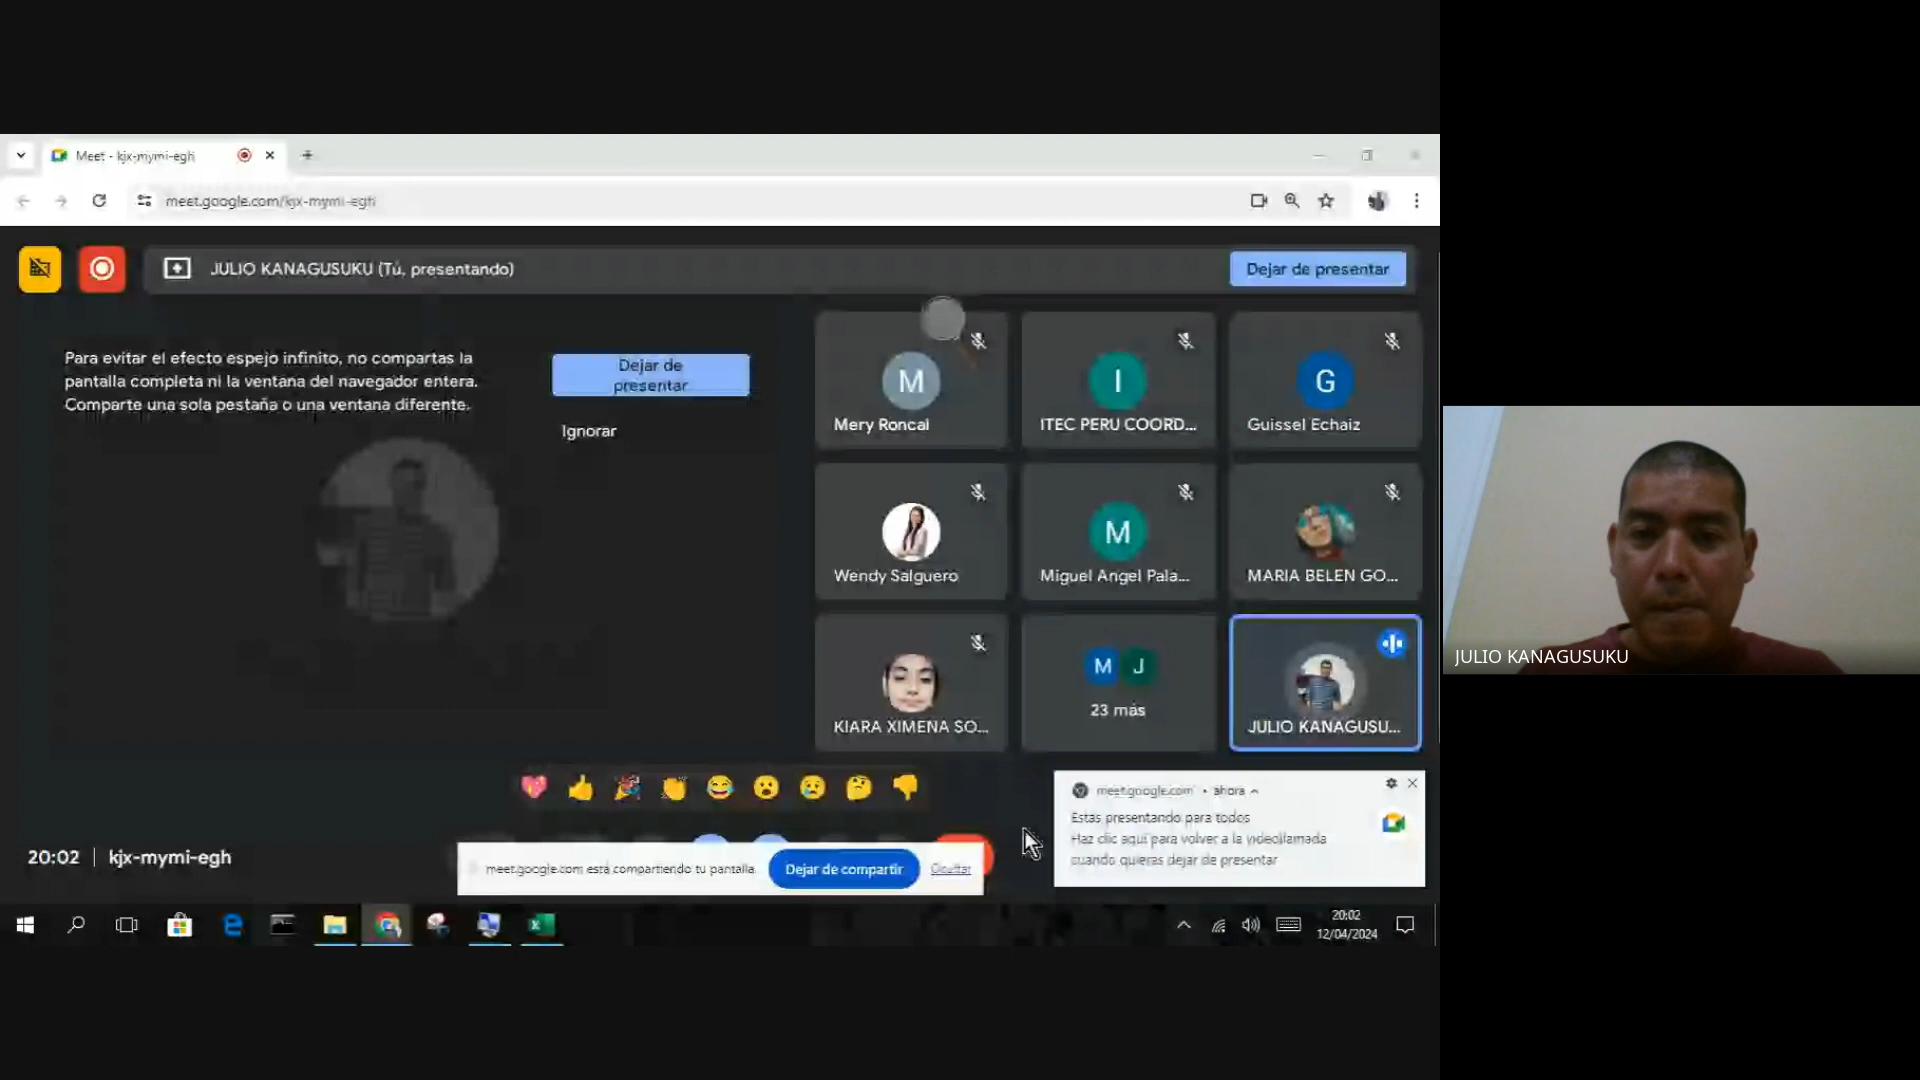 Meet - kjx-mymi-egh
meet.google.com/kjx-mymi-egh
JULIO KANAGUSUKU (Tú, presentando)
Dejar de presentar
Para evitar el efecto espejo infinito, no compartas la
pantalla completa ni la ventana del navegador entera.
Comparte una sola pestaña o una ventana diferente.
Dejar de
presentar
Ignorar
M
Mery Roncal
I
ITEC PERU COORD...
G
Guissel Echaiz
Wendy Salguero
M
Miguel Angel Pala...
MARIA BELEN GO...
KIARA XIMENA SO...
M J
23 más
JULIO KANAGUSU...
JULIO KANAGUSUKU
meet.google.com • ahora
Estás presentando para todos
Haz clic aquí para volver a la videollamada
cuando quieras dejar de presentar
20:02 | kjx-mymi-egh
meet.google.com está compartiendo tu pantalla.
Dejar de compartir
Ocultar
20:02
12/04/2024